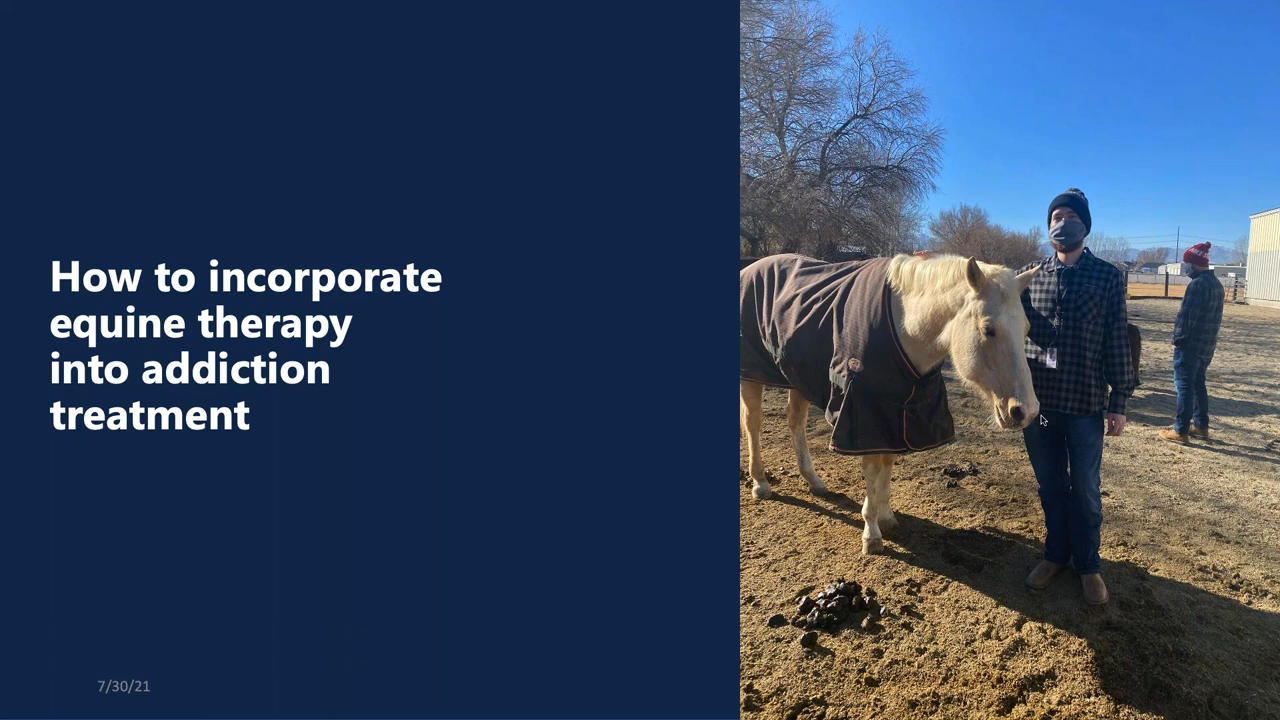 How to incorporate
equine therapy
into addiction
treatment
7/30/21